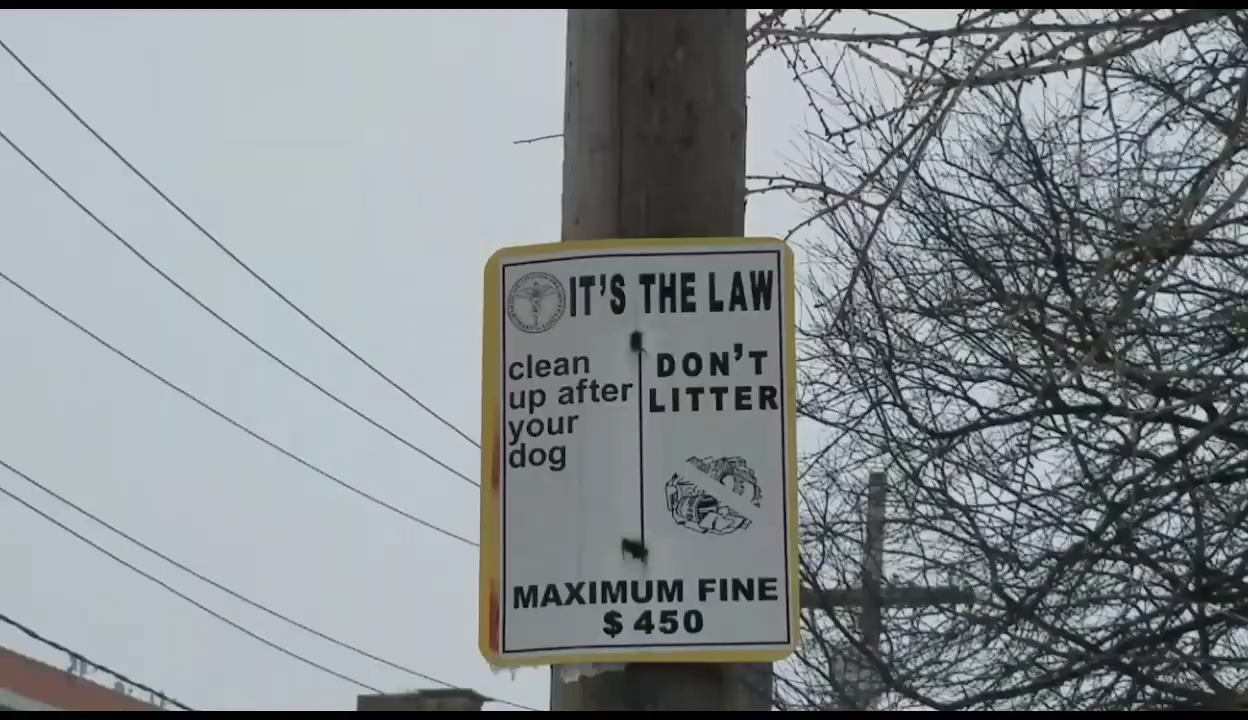 IT'S THE LAW
clean
up after
your
dog
DON'T
LITTER
MAXIMUM FINE
$ 450